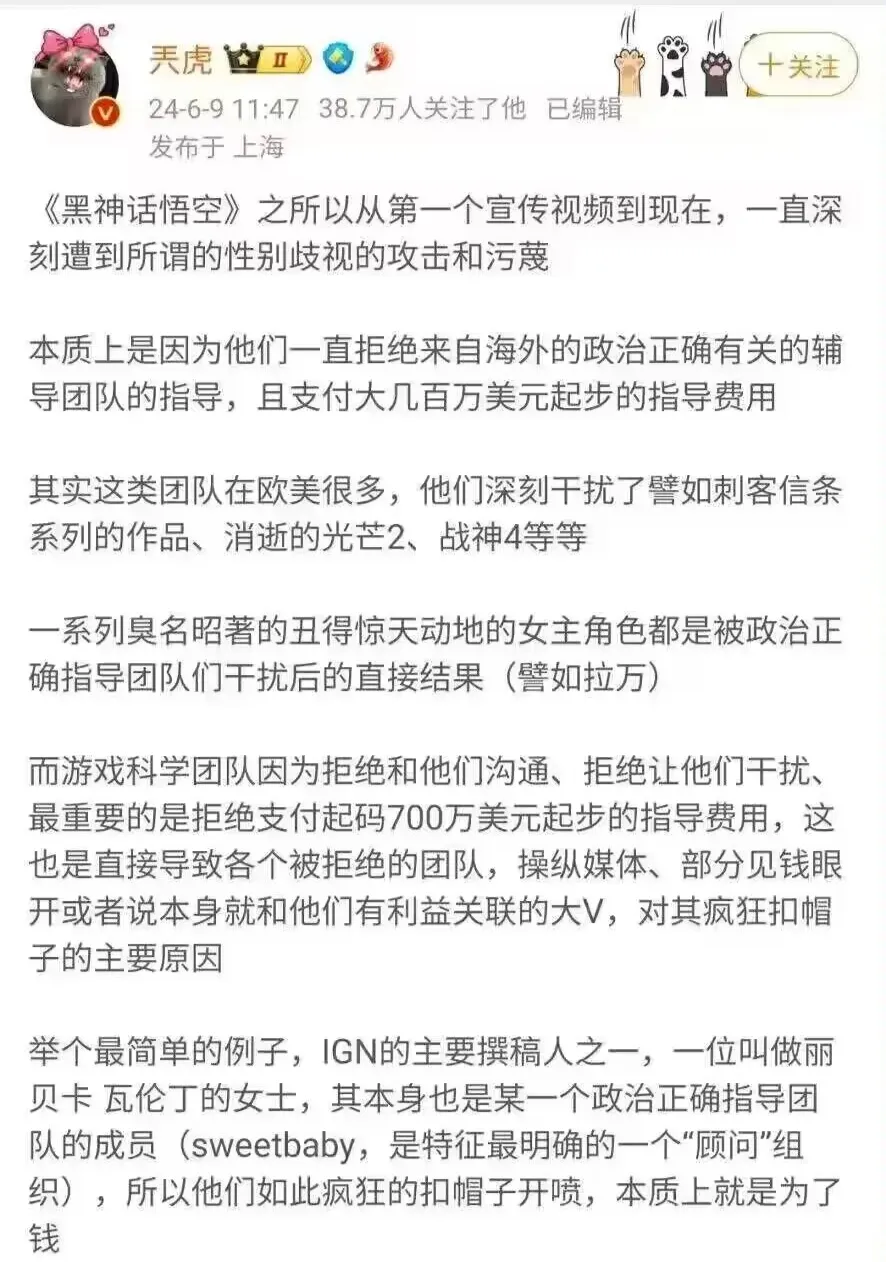 兲虎 II
+关注
24-6-9 11:47 38.7万人关注了他 已编辑
发布于 上海
《黑神话悟空》之所以从第一个宣传视频到现在，一直深
刻遭到所谓的性别歧视的攻击和污蔑
本质上是因为他们一直拒绝来自海外的政治正确有关的辅
导团队的指导，且支付大几百万美元起步的指导费用
其实这类团队在欧美很多，他们深刻干扰了譬如刺客信条
系列的作品、消逝的光芒2、战神4等等
一系列臭名昭著的丑得惊天动地的女主角色都是被政治正
确指导团队们干扰后的直接结果（譬如拉万）
而游戏科学团队因为拒绝和他们沟通、拒绝让他们干扰、
最重要的是拒绝支付起码700万美元起步的指导费用，这
也是直接导致各个被拒绝的团队，操纵媒体、部分见钱眼
开或者说本身就和他们有利益关联的大V，对其疯狂扣帽
子的主要原因
举个最简单的例子，IGN的主要撰稿人之一，一位叫做丽
贝卡 瓦伦丁的女士，其本身也是某一个政治正确指导团
队的成员（sweetbaby，是特征最明确的一个“顾问”组
织），所以他们如此疯狂的扣帽子开喷，本质上就是为了
钱